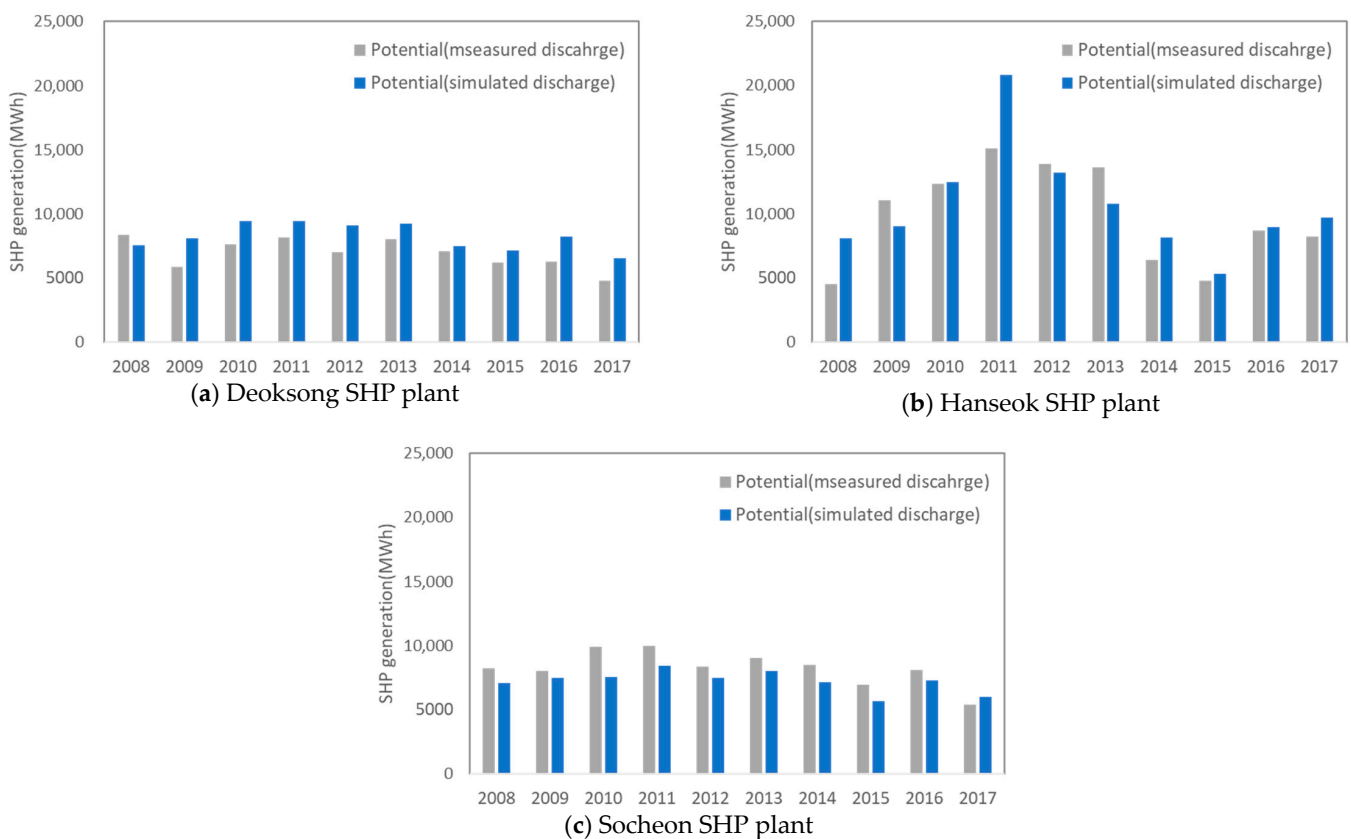 25,000
20,000
15,000
10,000
5000
0
SHP generation(MWh)
Potential(mseasured discahrge)
Potential(simulated discharge)
2008 2009 2010 2011 2012 2013 2014 2015 2016 2017
(a) Deoksong SHP plant
25,000
20,000
15,000
10,000
5000
0
SHP generation(MWh)
Potential(mseasured discahrge)
Potential(simulated discharge)
2008 2009 2010 2011 2012 2013 2014 2015 2016 2017
(b) Hanseok SHP plant
25,000
20,000
15,000
10,000
5000
0
SHP generation(MWh)
Potential(mseasured discahrge)
Potential(simulated discharge)
2008 2009 2010 2011 2012 2013 2014 2015 2016 2017
(c) Socheon SHP plant